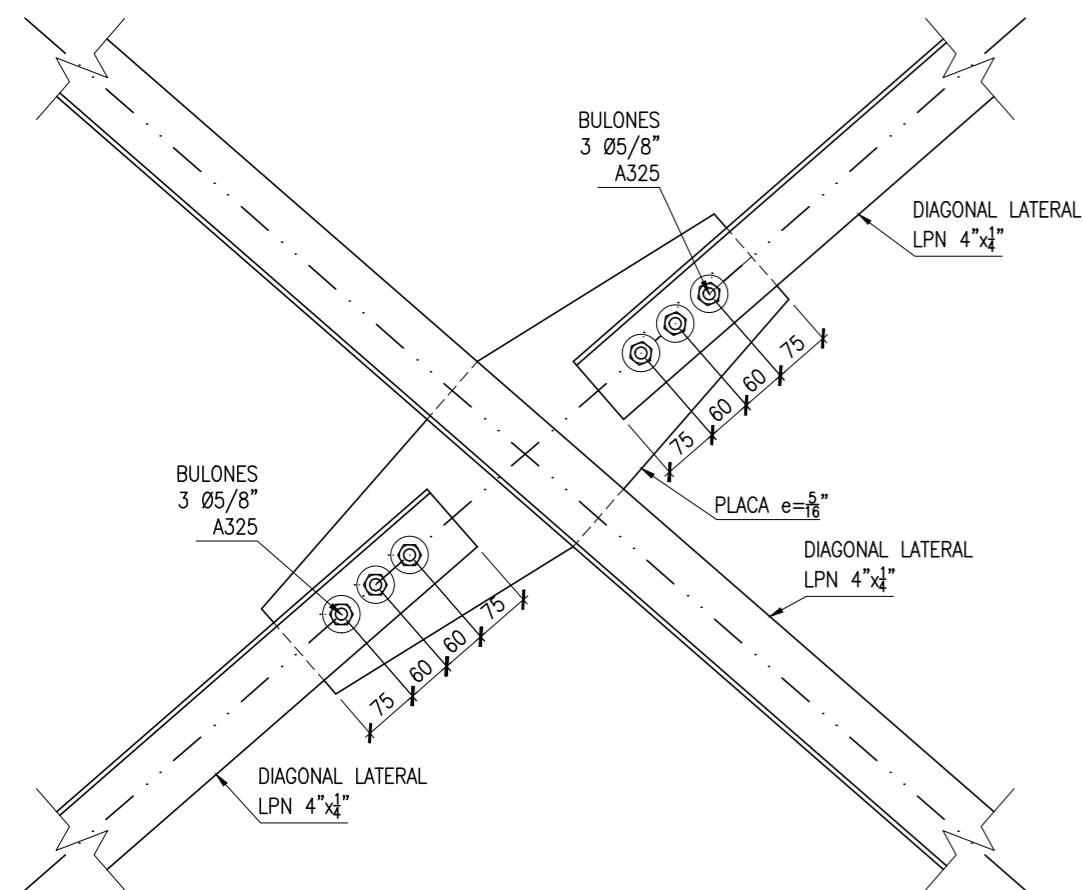 BULONES
3 Ø5/8"
A325
DIAGONAL LATERAL
LPN 4"x1/4"
75
60
60
75
PLACA e=5/16"
BULONES
3 Ø5/8"
A325
DIAGONAL LATERAL
LPN 4"x1/4"
75
60
60
75
DIAGONAL LATERAL
LPN 4"x1/4"